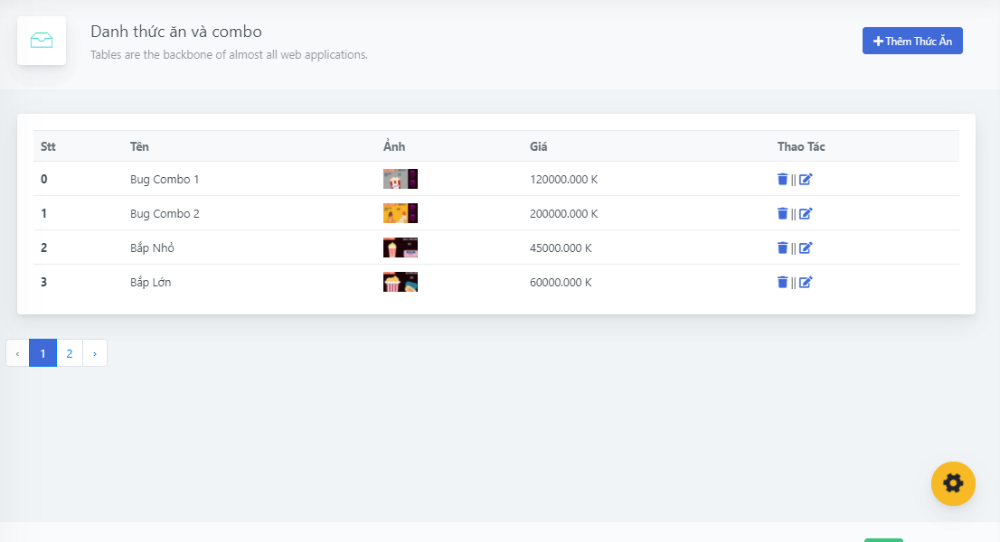 Danh thức ăn và combo
Tables are the backbone of almost all web applications.
Thêm Thức Ăn
Stt Tên Ảnh Giá Thao Tác
0 Bug Combo 1 120000.000 K ||
1 Bug Combo 2 200000.000 K ||
2 Bắp Nhỏ 45000.000 K ||
3 Bắp Lớn 60000.000 K ||
‹ 1 2 ›